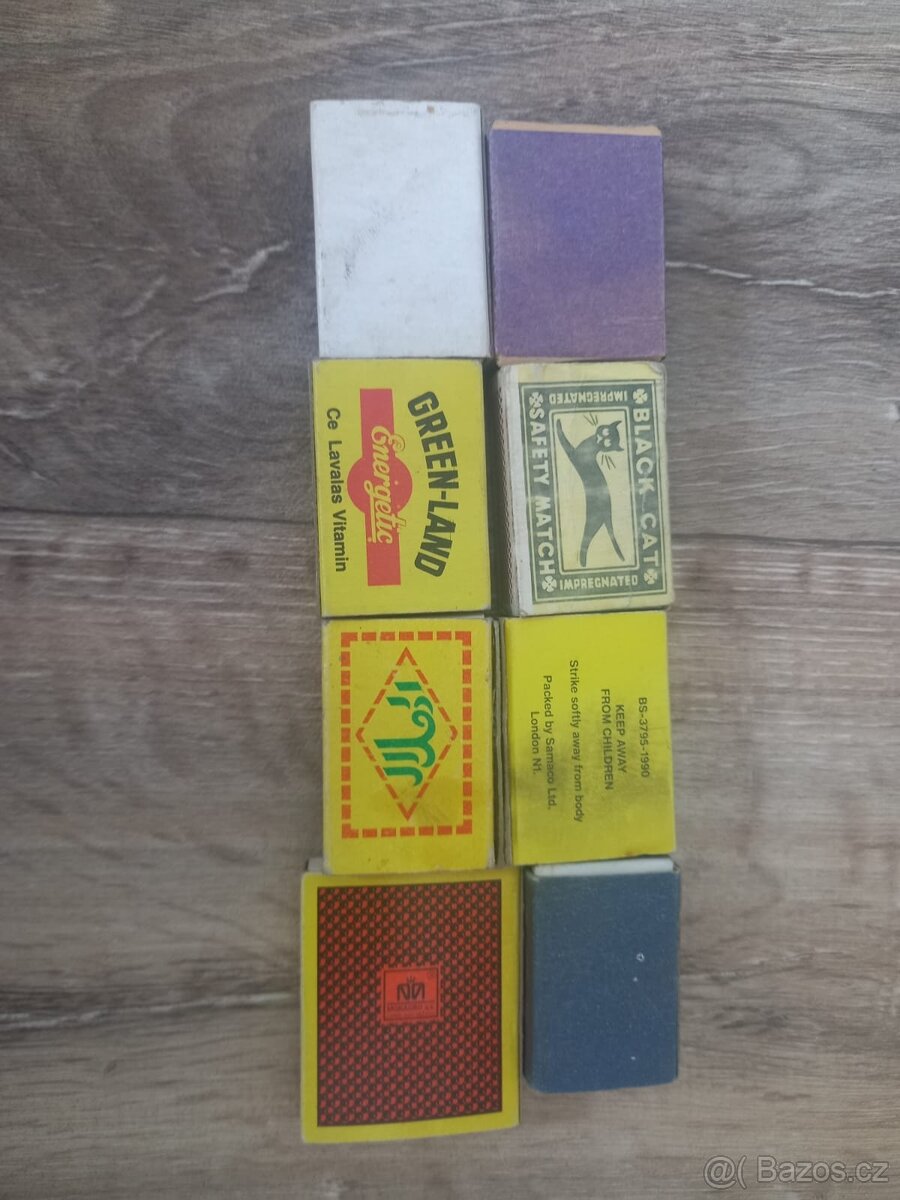 GREEN-LAND
Energetic
Ce Lavalas Vitamin
BLACK CAT
IMPREGNATED
IMPREGNATED
SAFETY MATCH
BS-3795-1990
KEEP AWAY
FROM CHILDREN
Strike softly away from body
Packed by Samaco Ltd.
London N1.
@( Bazos.cz